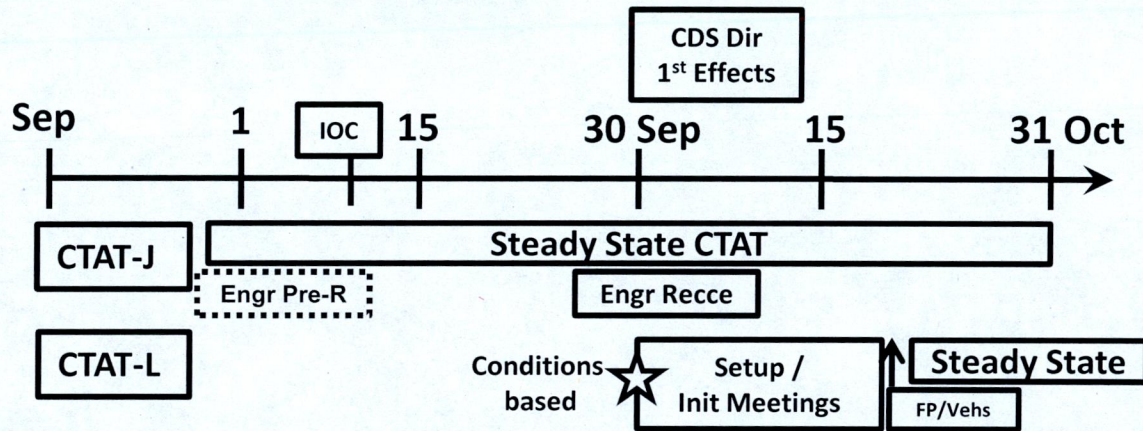 CDS Dir
1st Effects
Sep
1
IOC
15
30 Sep
15
31 Oct
CTAT-J
Steady State CTAT
Engr Pre-R
Engr Recce
CTAT-L
Conditions
based
Setup /
Init Meetings
Steady State
FP/Vehs